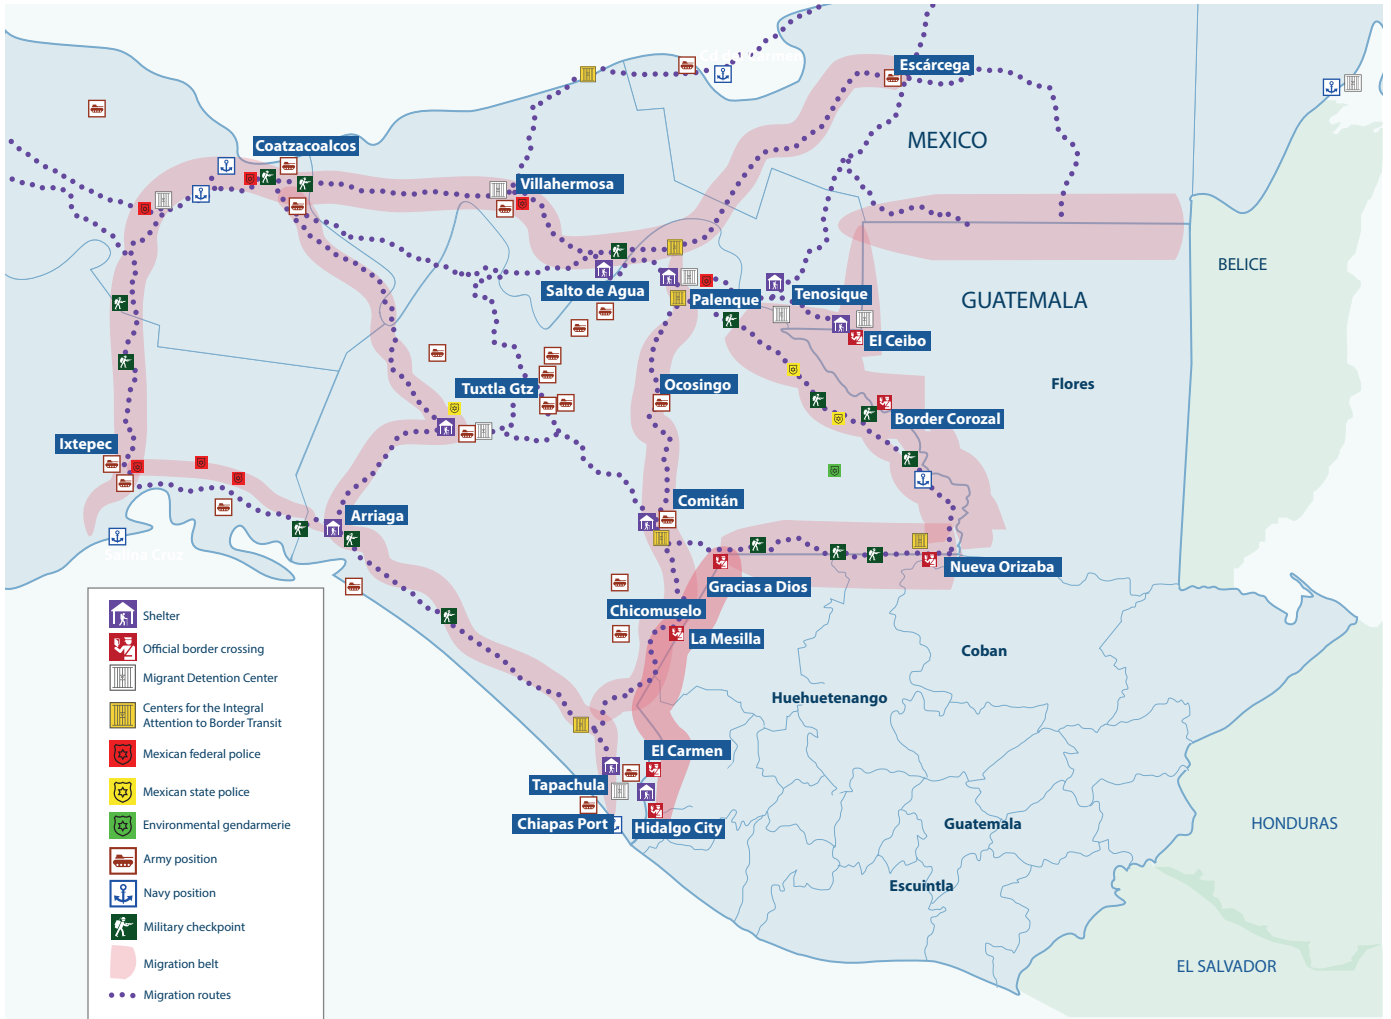 Escárcega
MEXICO
Coatzacoalcos
Villahermosa
BELICE
Salto de Agua
Palenque
Tenosique
GUATEMALA
El Ceibo
Tuxtla Gtz
Ocosingo
Flores
Border Corozal
Ixtepec
Comitán
Arriaga
Salina Cruz
Nueva Orizaba
Gracias a Dios
Chicomuselo
La Mesilla
Coban
Huehuetenango
El Carmen
Tapachula
Chiapas Port
Hidalgo City
Guatemala
HONDURAS
Escuintla
EL SALVADOR
Shelter
Official border crossing
Migrant Detention Center
Centers for the Integral
Attention to Border Transit
Mexican federal police
Mexican state police
Environmental gendarmerie
Army position
Navy position
Military checkpoint
Migration belt
Migration routes